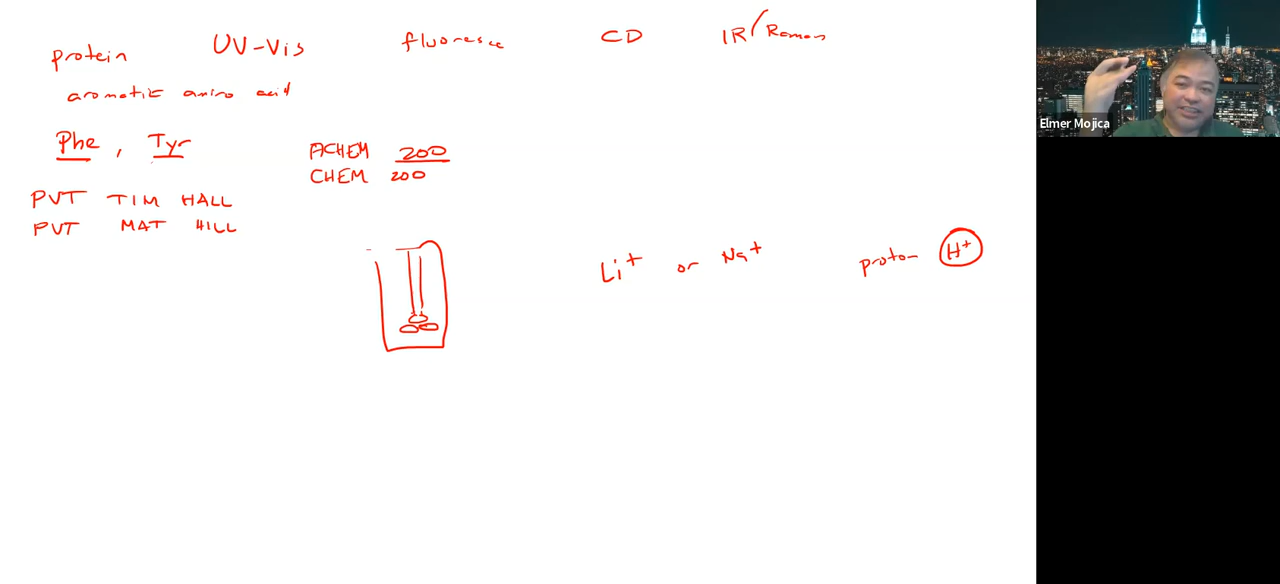 protein UV-Vis fluoresce CD IR/Raman
aromatic amino acid
Phe, Tyr
ACHEM 200
CHEM 200
PVT TIM HALL
PVT MAT HILL
Li+ or Na+ proton H+
Elmer Mojica